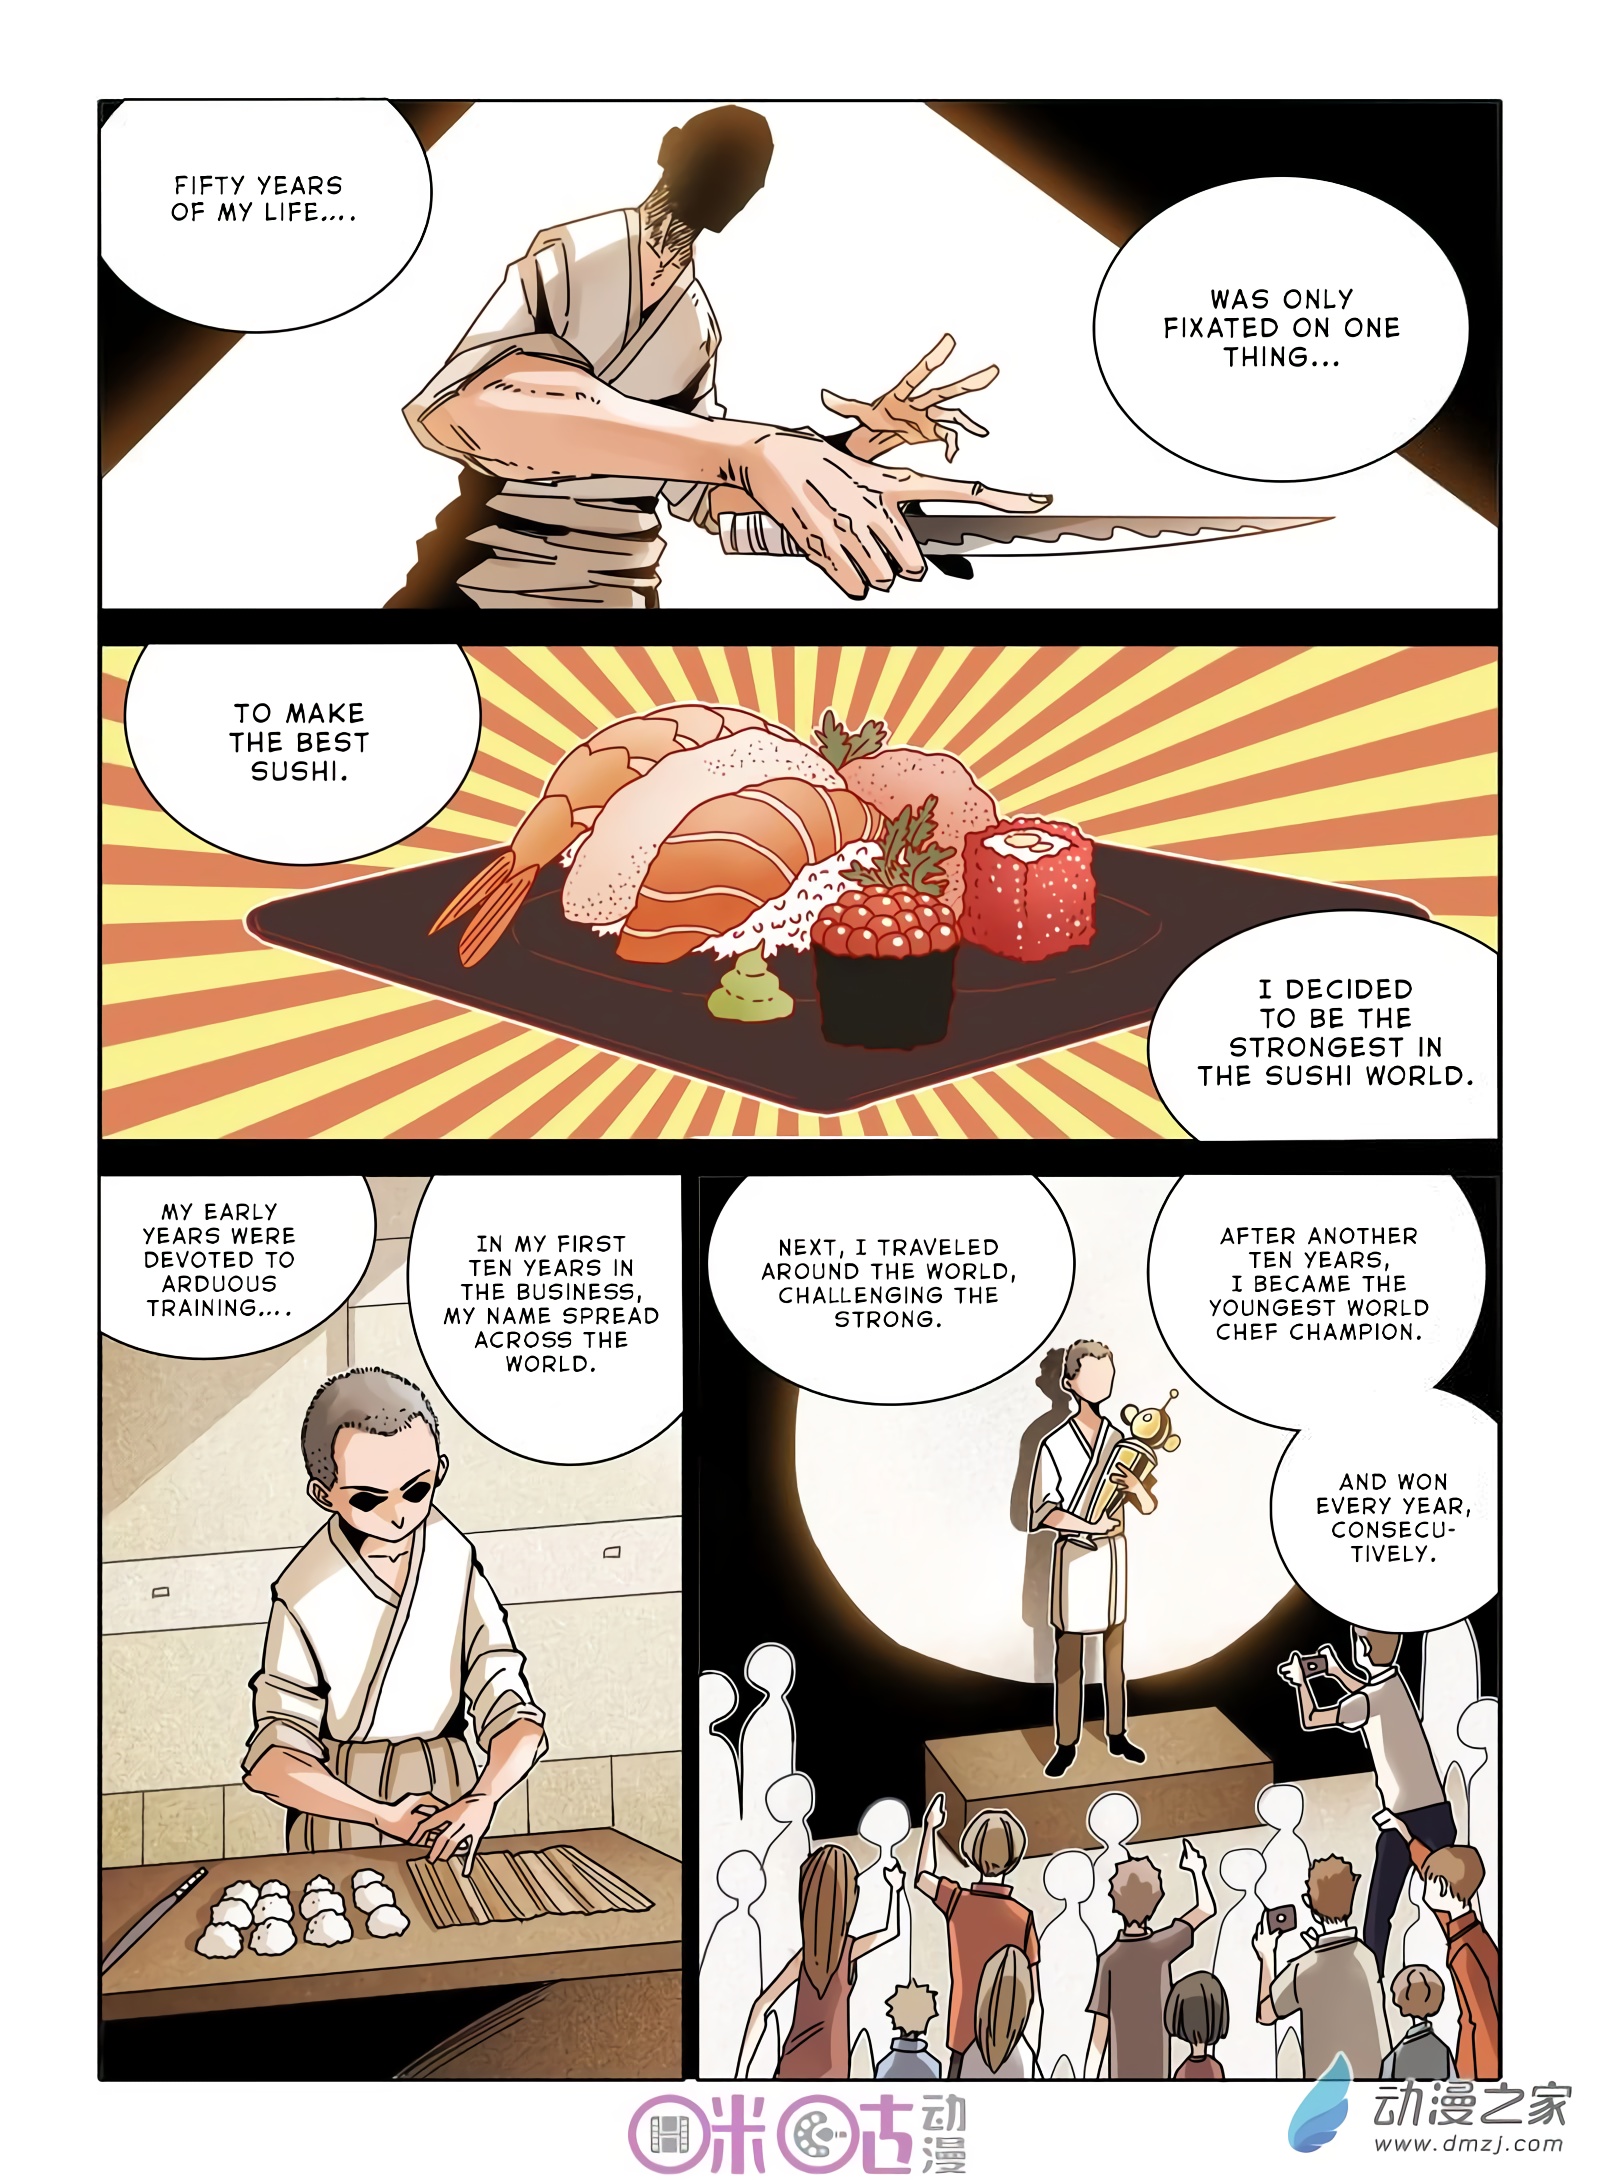 FIFTY YEARS
OF MY LIFE....
WAS ONLY
FIXATED ON ONE
THING...
TO MAKE
THE BEST
SUSHI.
I DECIDED
TO BE THE
STRONGEST IN
THE SUSHI WORLD.
MY EARLY
YEARS WERE
DEVOTED TO
ARDUOUS
TRAINING....
IN MY FIRST
TEN YEARS IN
THE BUSINESS,
MY NAME SPREAD
ACROSS THE
WORLD.
NEXT, I TRAVELED
AROUND THE WORLD,
CHALLENGING THE
STRONG.
AFTER ANOTHER
TEN YEARS,
I BECAME THE
YOUNGEST WORLD
CHEF CHAMPION.
AND WON
EVERY YEAR,
CONSECU-
TIVELY.
咪咕动漫
动漫之家
www.dmzj.com